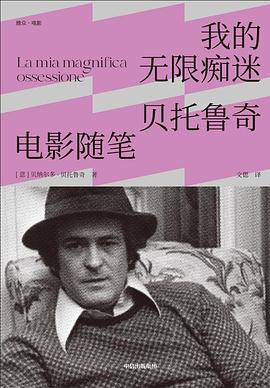 雅众·电影
我的
无限痴迷
La mia magnifica
ossessione
贝托鲁奇
电影随笔
[意] 贝纳尔多·贝托鲁奇 著
文铮 译
中信出版集团